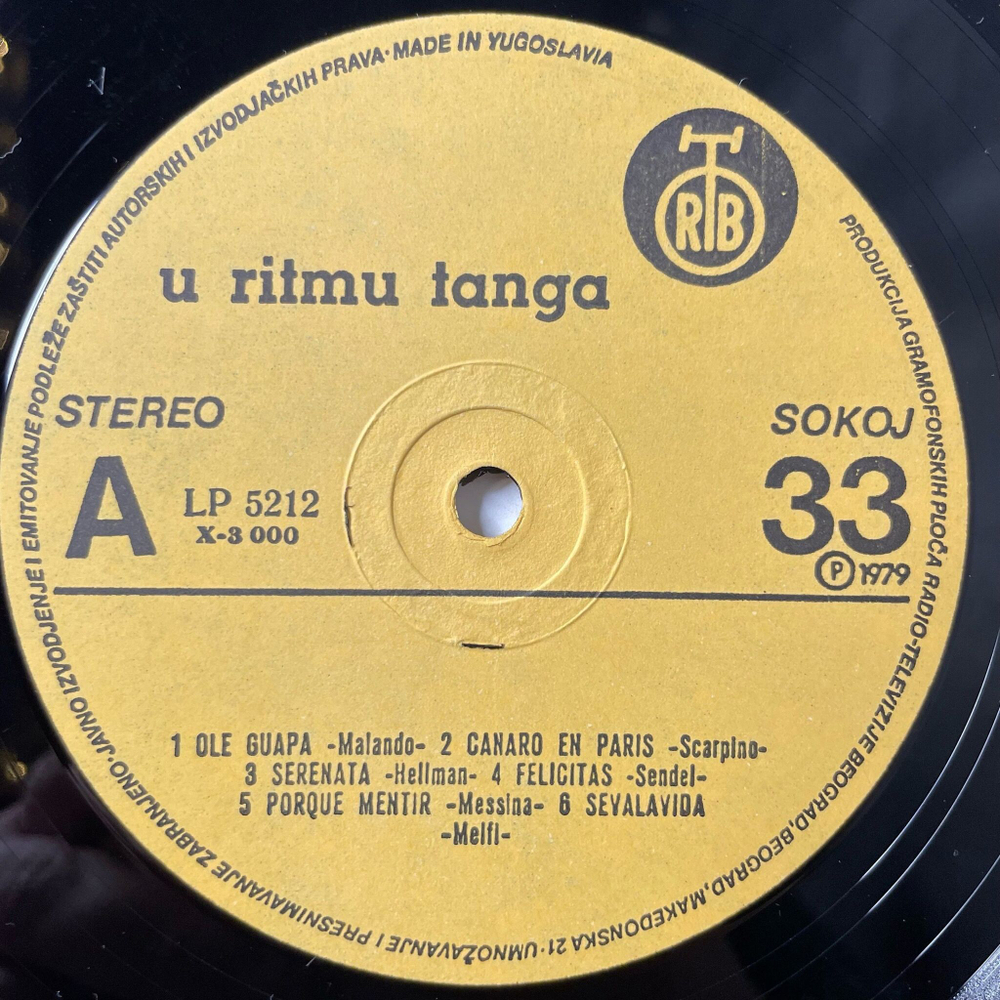 PRODUKCIJA GRAMOFONSKIH PLOČA RADIO-TELEVIZIJE BEOGRAD, BEOGRAD, MAKEDONSKA 21 · UMNOŽAVANJE I PRESNIMAVANJE ZABRANJENO · JAVNO IZVODJENJE I EMITOVANJE PODLEŽE ZAŠTITI AUTORSKIH I IZVODJAČKIH PRAVA · MADE IN YUGOSLAVIA
RTB
u ritmu tanga
STEREO
SOKOJ
A
LP 5212
33
X-3 000
℗ 1979
1 OLE GUAPA -Malando- 2 CANARO EN PARIS -Scarpino-
3 SERENATA -Hellman- 4 FELICITAS -Sendel-
5 PORQUE MENTIR -Messina- 6 SEVALAVIDA
-Melfi-